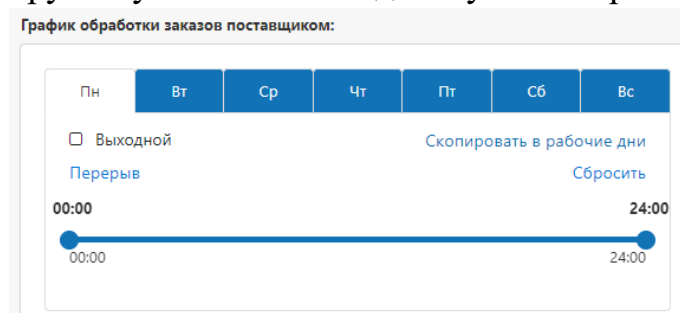 График обработки заказов поставщиком:
Пн Вт Ср Чт Пт Сб Вс
Выходной Скопировать в рабочие дни
Перерыв Сбросить
00:00 24:00
00:00 24:00